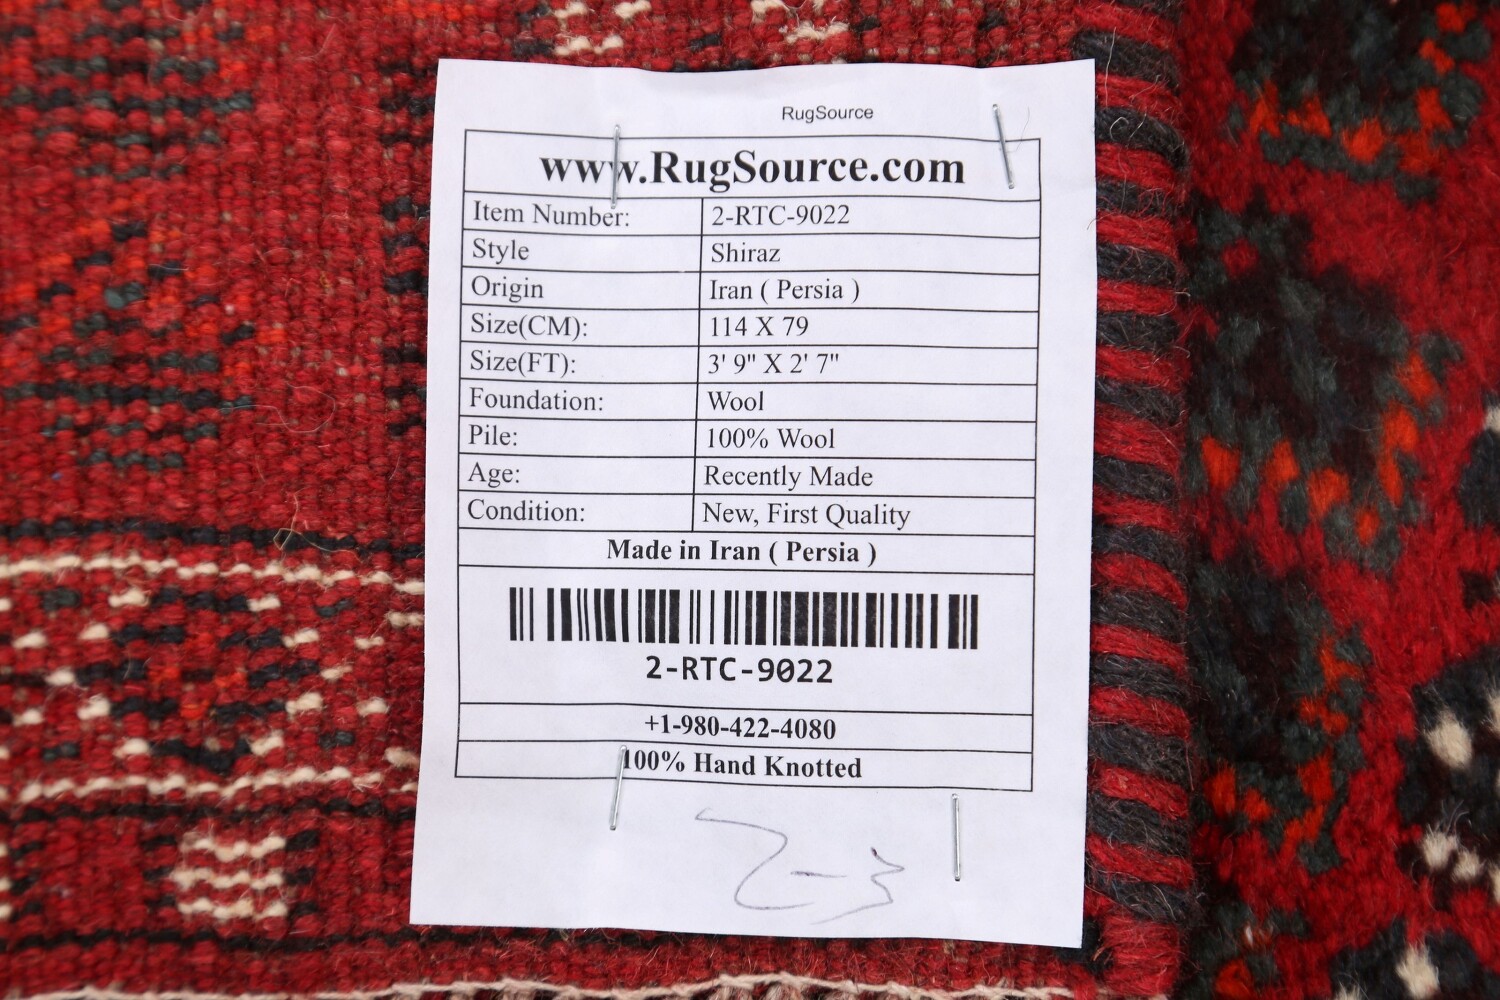 RugSource
www.RugSource.com
Item Number: 2-RTC-9022
Style Shiraz
Origin Iran ( Persia )
Size(CM): 114 X 79
Size(FT): 3' 9" X 2' 7"
Foundation: Wool
Pile: 100% Wool
Age: Recently Made
Condition: New, First Quality
Made in Iran ( Persia )
2-RTC-9022
+1-980-422-4080
100% Hand Knotted
2-3